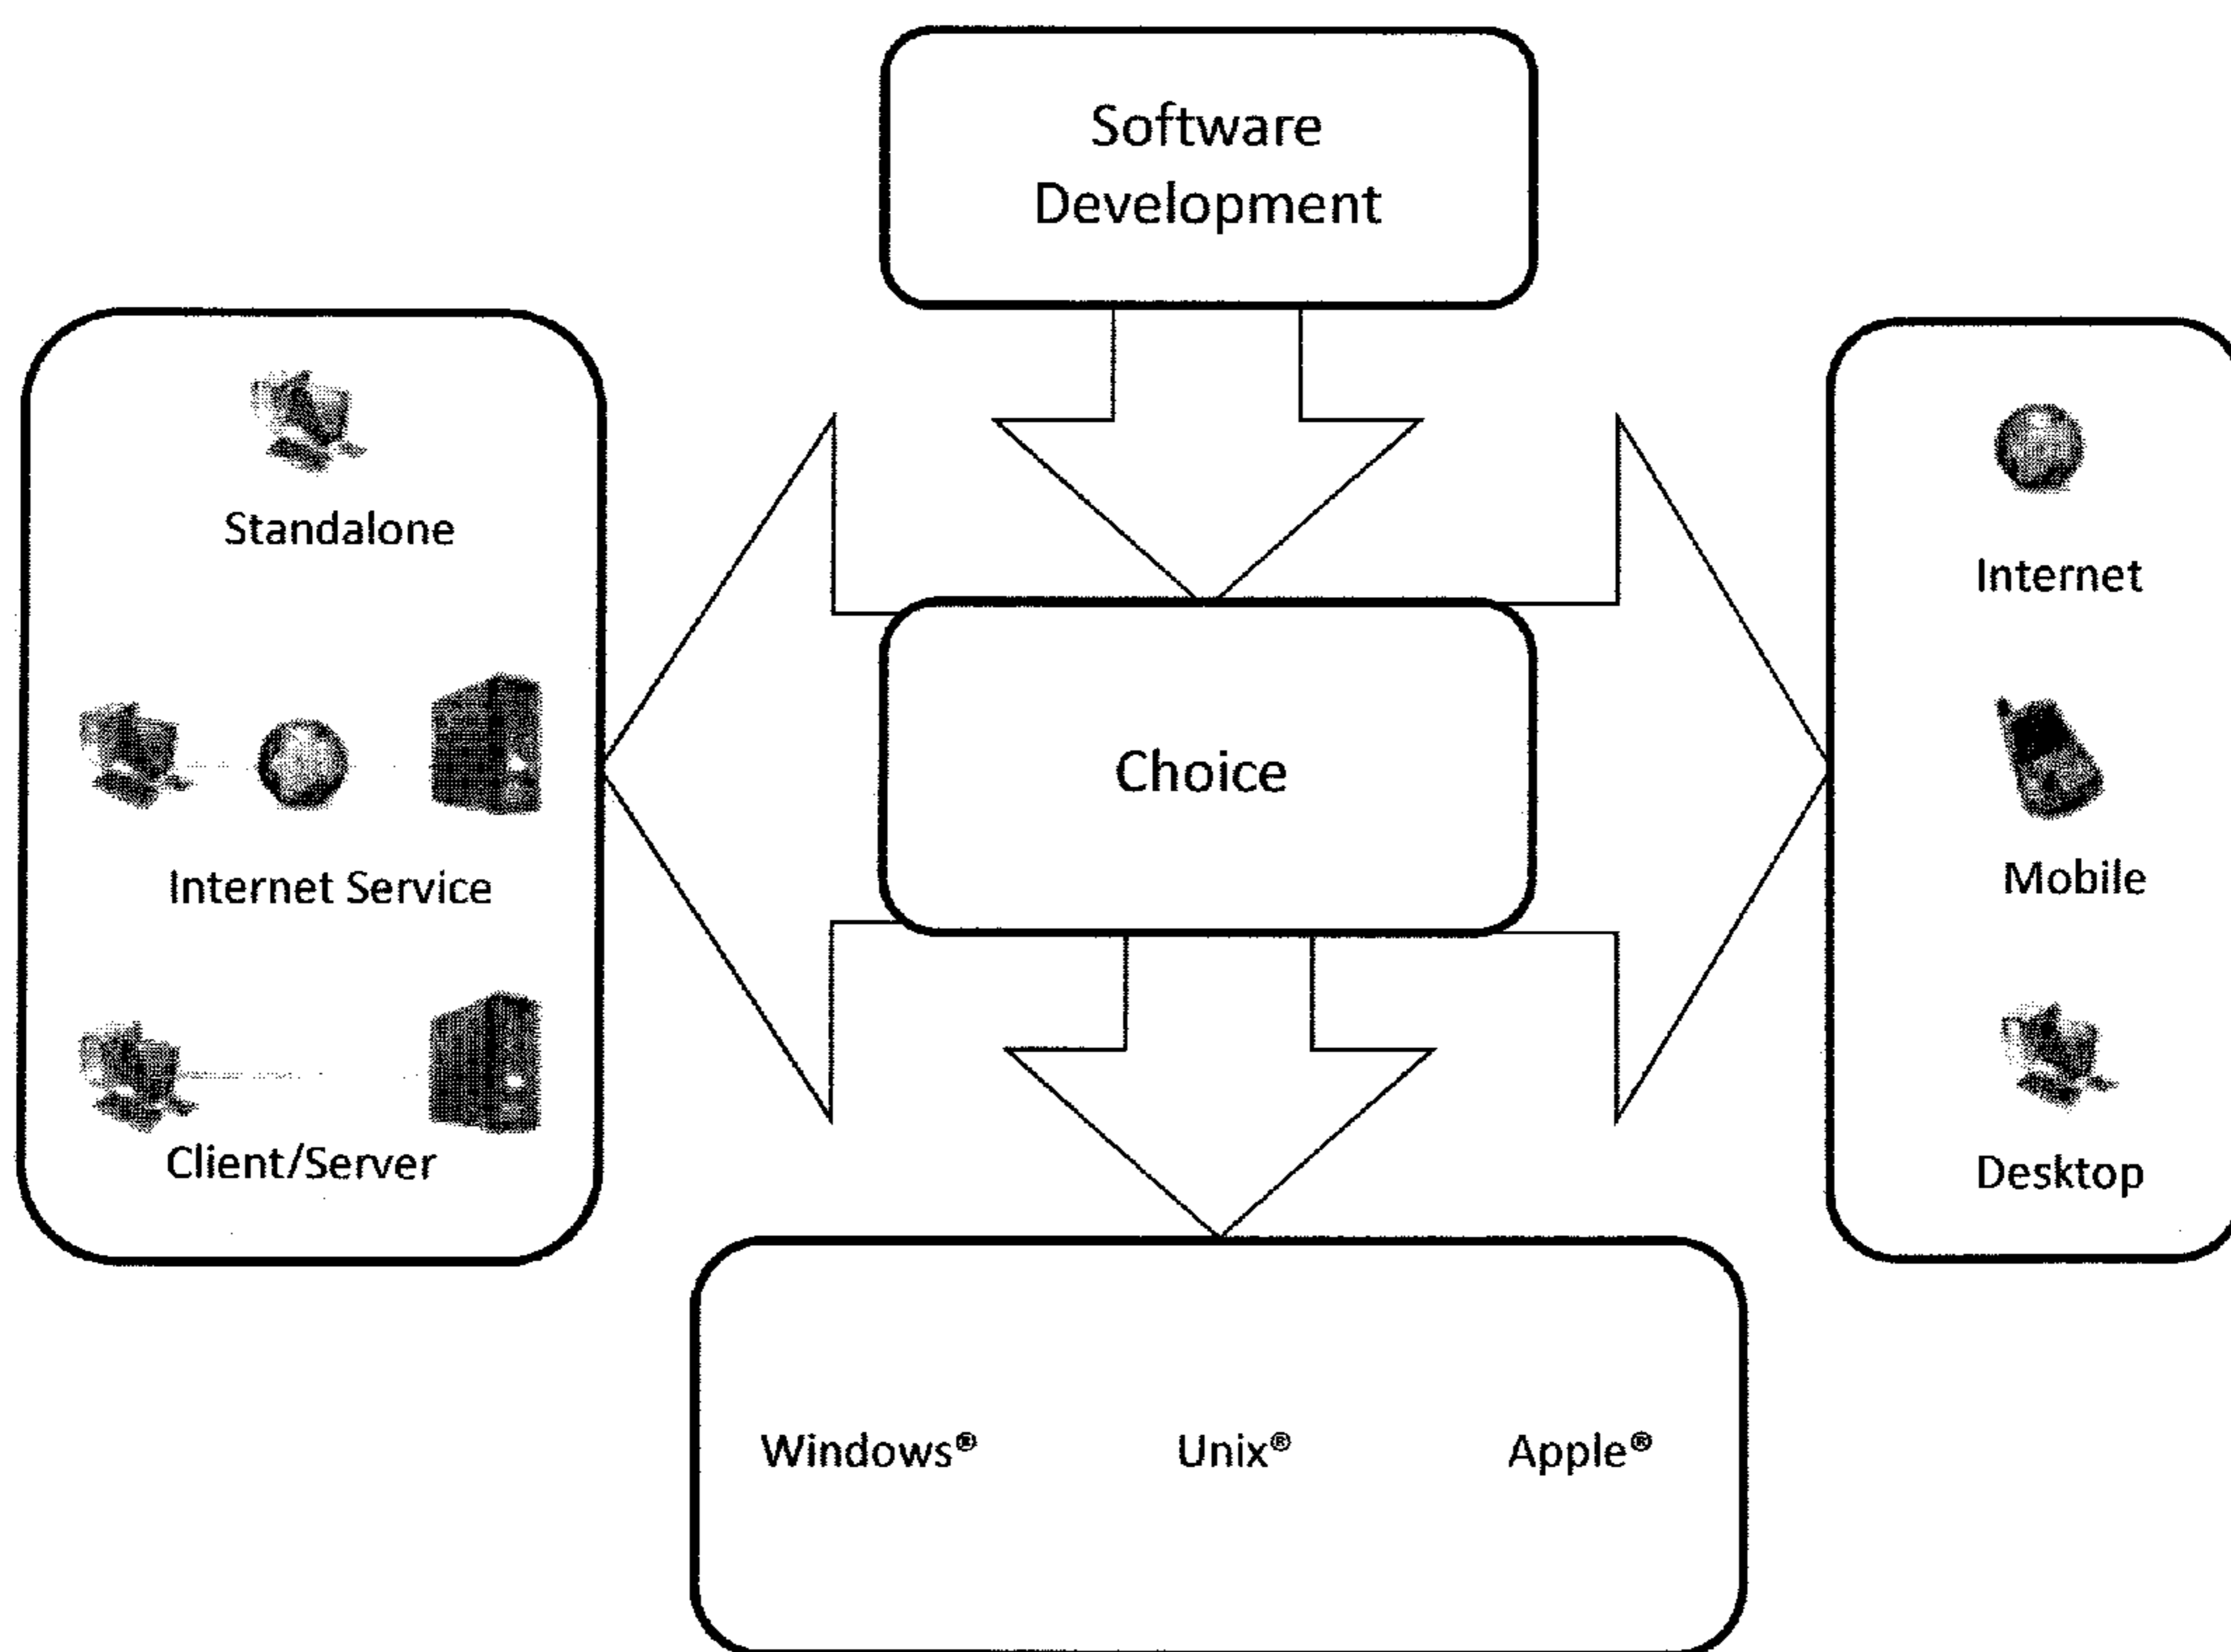 Software
Development
Standalone
Internet Service
Client/Server
Choice
Internet
Mobile
Desktop
Windows®
Unix®
Apple®